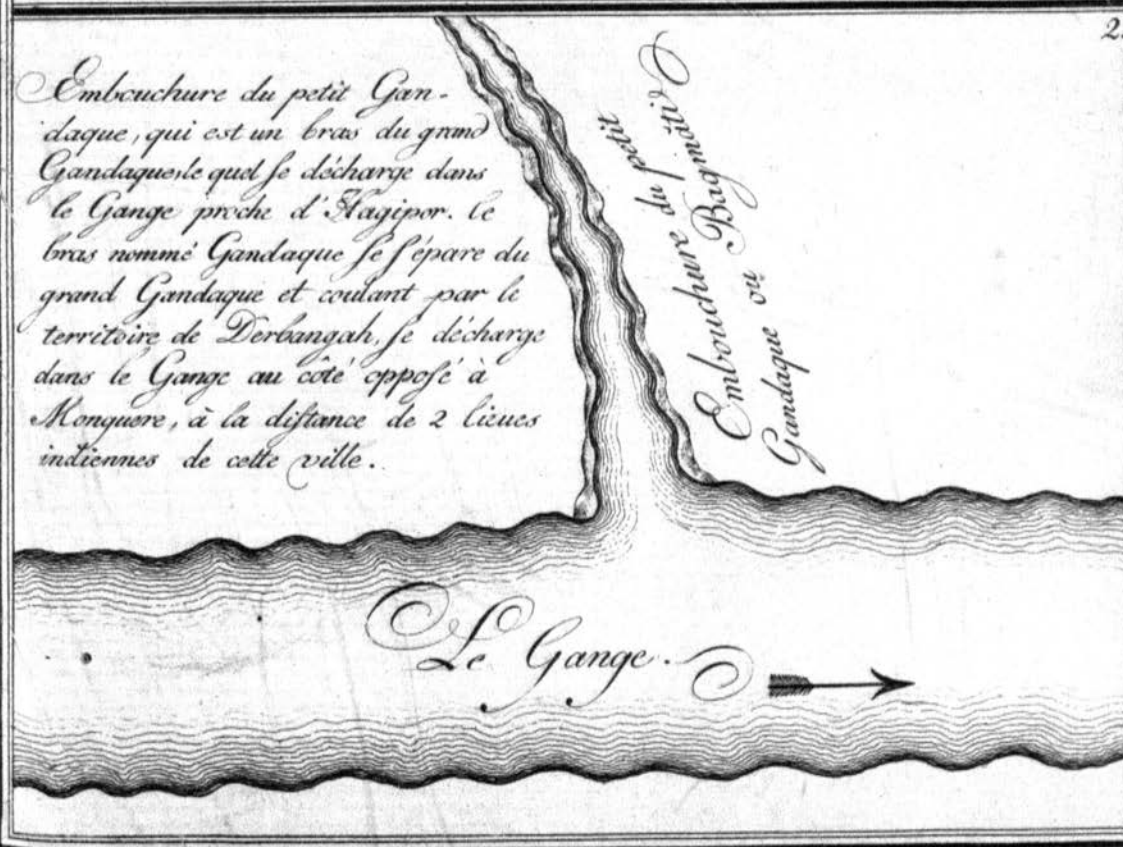 2.
Embouchure du petit Gan-
daque, qui est un bras du grand
Gandaque, le quel se décharge dans
le Gange proche d'Hagipor. le
bras nommé Gandaque se sépare du
grand Gandaque et coulant par le
territoire de Derbangah, se décharge
dans le Gange au côté opposé à
Monguere, à la distance de 2 lieues
indiennes de cette ville.
Embouchure du petit
Gandaque où Bagmâti
Le Gange.